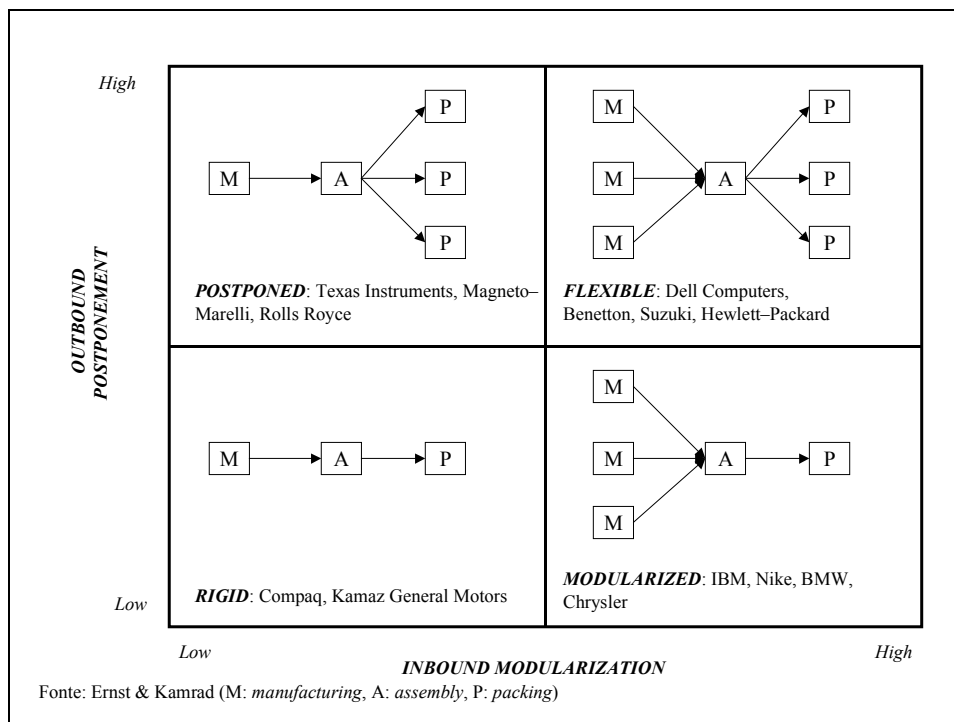 High
P
M
A
P
P
POSTPONED: Texas Instruments, Magneto–
Marelli, Rolls Royce
M
P
M
A
P
M
P
FLEXIBLE: Dell Computers,
Benetton, Suzuki, Hewlett–Packard
OUTBOUND
POSTPONEMENT
M
A
P
RIGID: Compaq, Kamaz General Motors
M
M
A
P
M
MODULARIZED: IBM, Nike, BMW,
Chrysler
Low
Low
INBOUND MODULARIZATION
High
Fonte: Ernst & Kamrad (M: manufacturing, A: assembly, P: packing)